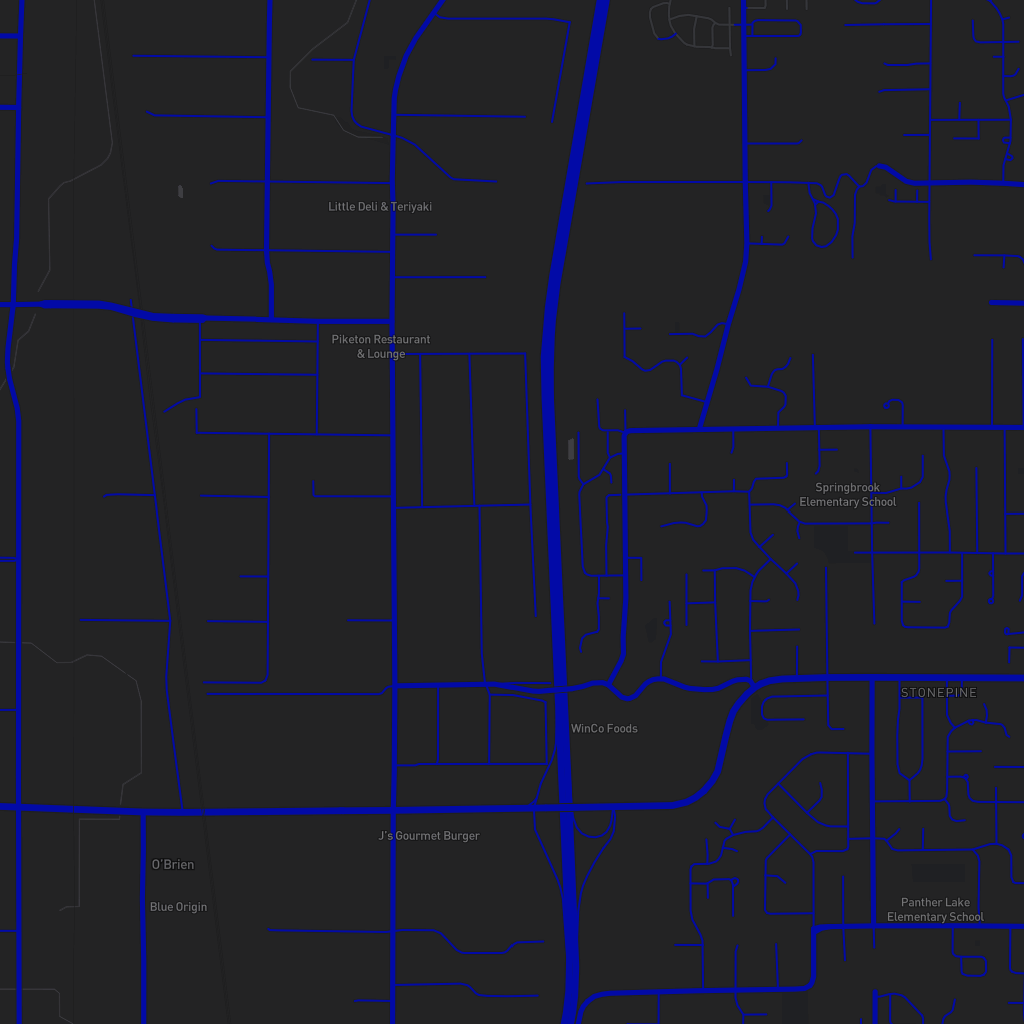 Little Deli & Teriyaki
Piketon Restaurant
& Lounge
Springbrook
Elementary School
STONEPINE
WinCo Foods
J's Gourmet Burger
O'Brien
Blue Origin
Panther Lake
Elementary School